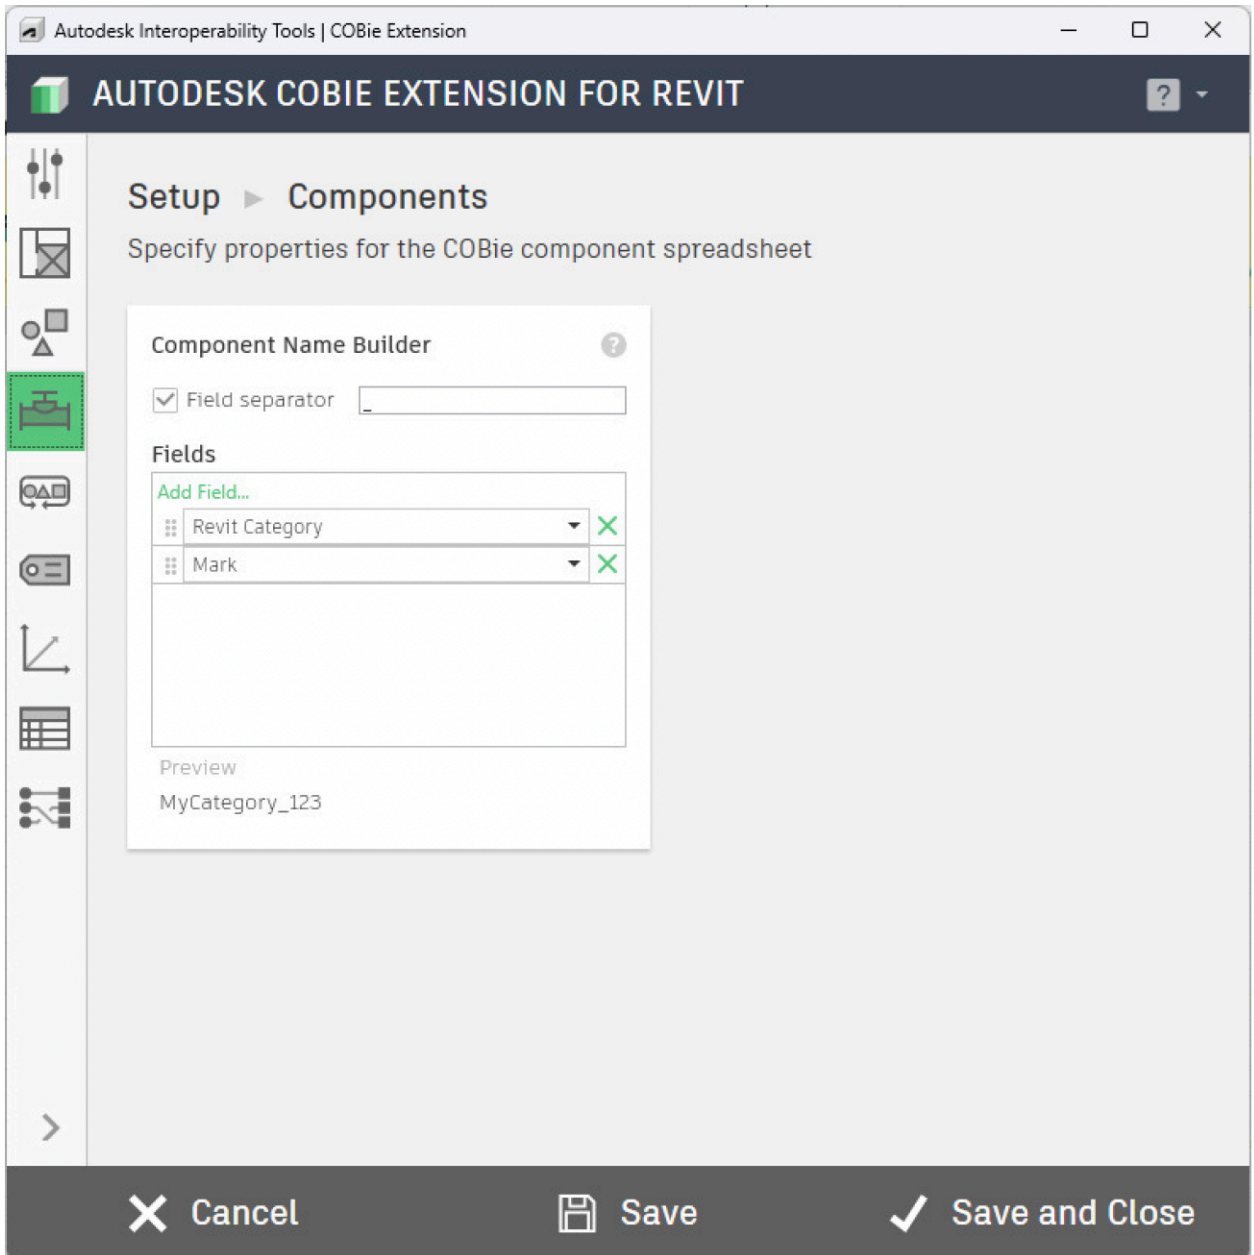 Autodesk Interoperability Tools | COBie Extension
AUTODESK COBIE EXTENSION FOR REVIT
?
Setup Components
Specify properties for the COBie component spreadsheet
Component Name Builder
?
Field separator _
Fields
Add Field...
Revit Category
Mark
Preview
MyCategory_123
Cancel Save Save and Close